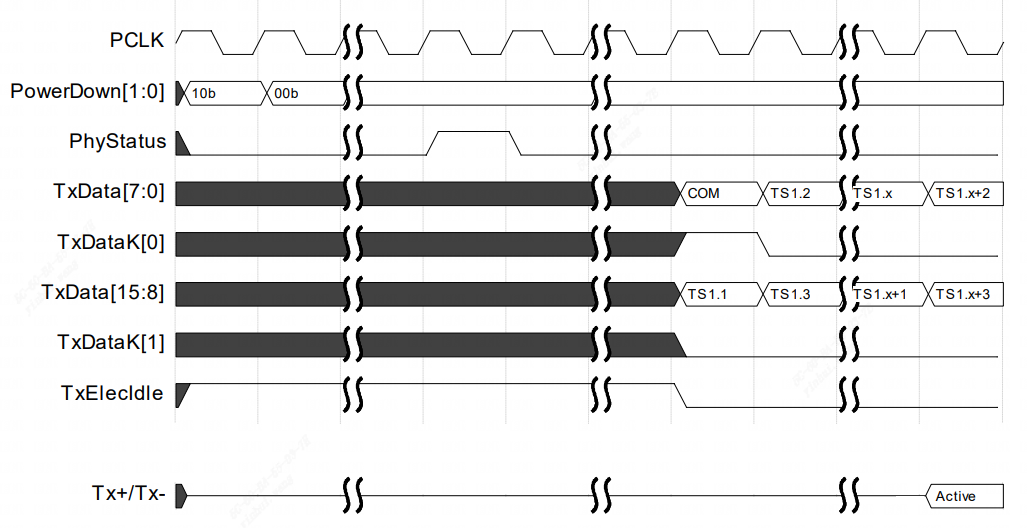 PCLK
PowerDown[1:0] 10b 00b
PhyStatus
TxData[7:0] COM TS1.2 TS1.x TS1.x+2
TxDataK[0]
TxData[15:8] TS1.1 TS1.3 TS1.x+1 TS1.x+3
TxDataK[1]
TxElecIdle
Tx+/Tx- Active